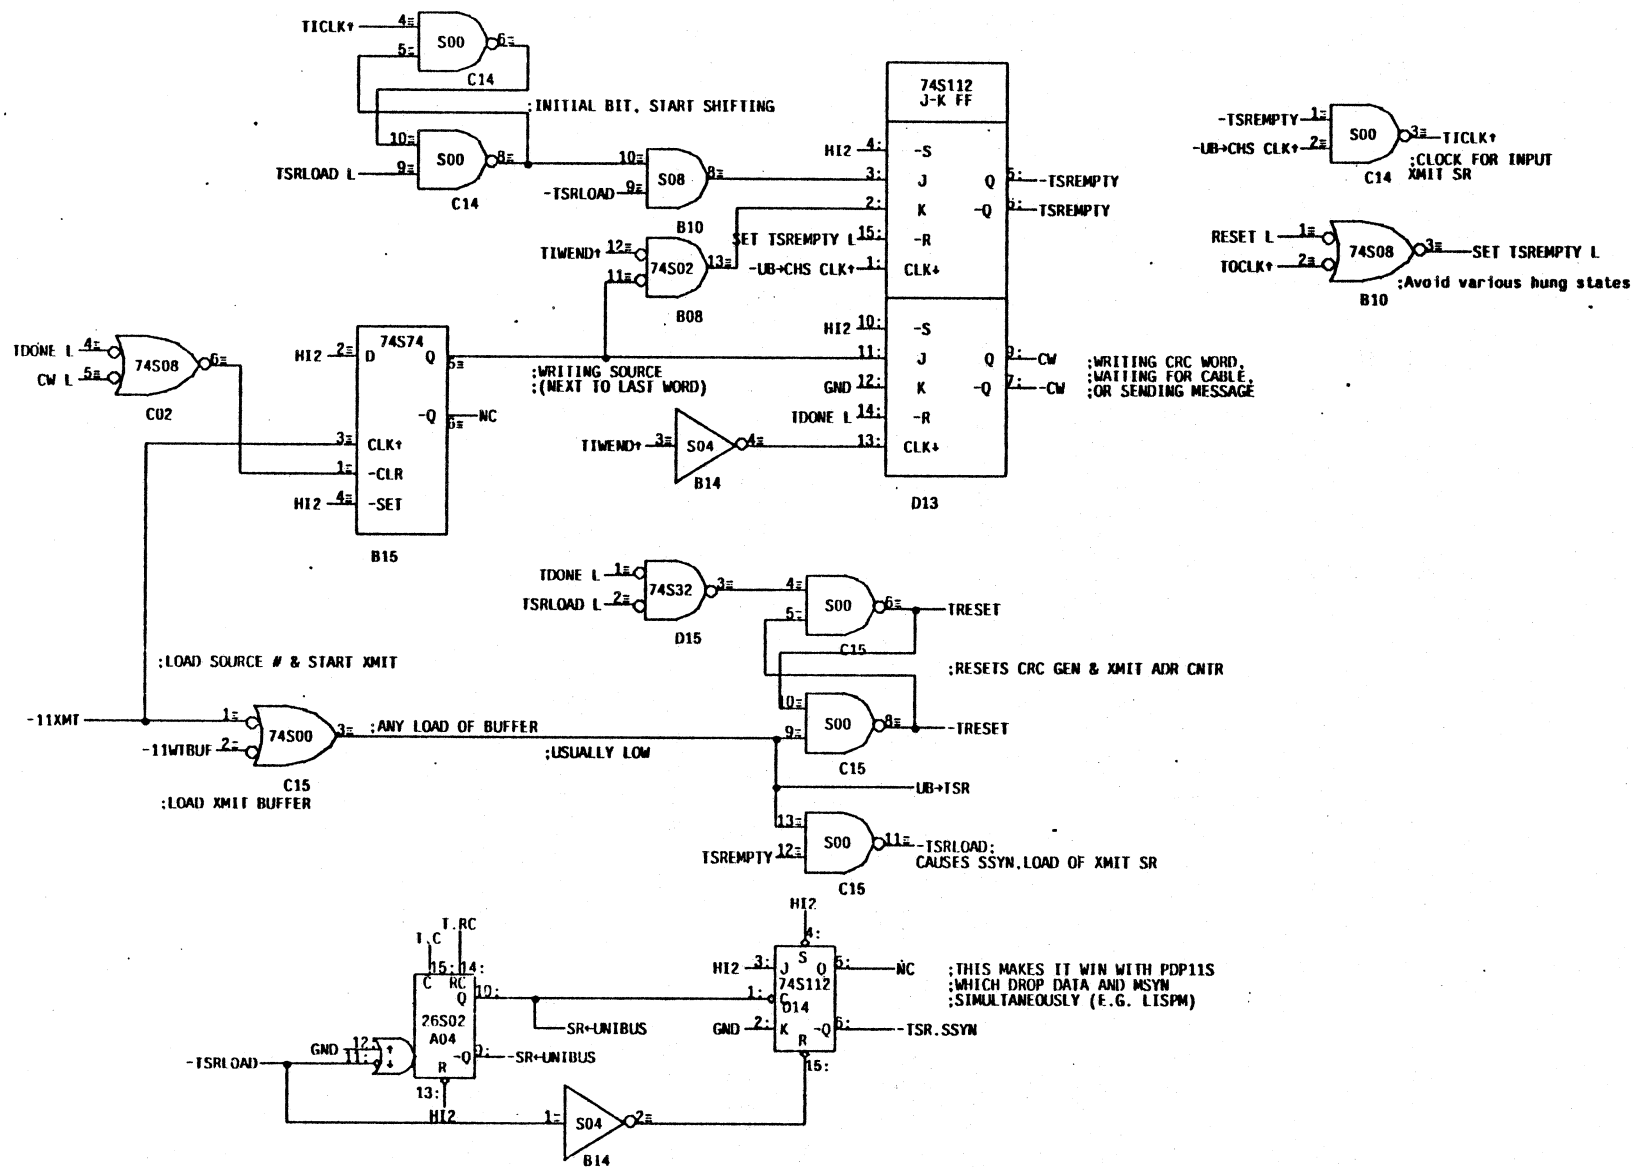 TICLK↑ 4 S00 6
5
C14
;INITIAL BIT, START SHIFTING
10 S00 8
TSRLOAD L 9
C14
10 S08 8
-TSRLOAD 9
B10
TIWEND↑ 12 74S02 13
11
B08
74S112
J-K FF
HI2 4: -S
3: J Q 5: -TSREMPTY
2: K -Q 6: TSREMPTY
SET TSREMPTY L 15: -R
-UB→CHS CLK↑ 1: CLK↓
HI2 10: -S
11: J Q 9: CW
GND 12: K -Q 7: -CW
TDONE L 14: -R
13: CLK↓
D13
;WRITING CRC WORD,
;WAITING FOR CABLE,
;OR SENDING MESSAGE
-TSREMPTY 1 S00 3 TICLK↑
-UB→CHS CLK↑ 2
;CLOCK FOR INPUT
XMIT SR
C14
RESET L 1 74S08 3 SET TSREMPTY L
TOCLK↑ 2
;Avoid various hung states
B10
TDONE L 4 74S08 6
CW L 5
C02
74S74
HI2 2 D Q 5
;WRITING SOURCE
;(NEXT TO LAST WORD)
-Q 6 NC
3 CLK↑
1 -CLR
HI2 4 -SET
B15
TIWEND↑ 3 S04 4
B14
TDONE L 1 74S32 3
TSRLOAD L 2
D15
4 S00 6 TRESET
5
C15
;RESETS CRC GEN & XMIT ADR CNTR
10 S00 8 -TRESET
9
C15
;LOAD SOURCE # & START XMIT
-11XMT 1 74S00 3
-11WTBUF 2
C15
;LOAD XMIT BUFFER
;ANY LOAD OF BUFFER
;USUALLY LOW
UB→TSR
13 S00 11 -TSRLOAD;
TSREMPTY 12
CAUSES SSYN,LOAD OF XMIT SR
C15
T.C T.RC
15: 14:
C RC
Q 10:
26S02
A04
-Q 9: -SR←UNIBUS
R
13:
HI2
SR←UNIBUS
GND 12 ↑
-TSRLOAD 11: ↓
1 S04 2
B14
HI2
4:
S
HI2 3: J Q 5: NC
74S112
1: C D14
GND 2: K -Q 6: -TSR.SSYN
R
15:
;THIS MAKES IT WIN WITH PDP11S
;WHICH DROP DATA AND MSYN
;SIMULTANEOUSLY (E.G. LISPM)